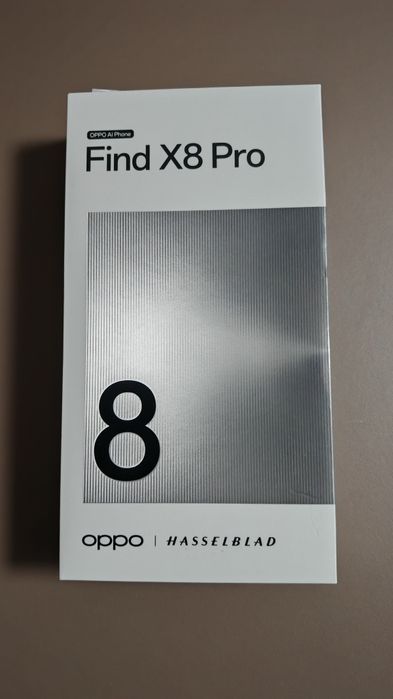 OPPO AI Phone
Find X8 Pro
8
oppo | HASSELBLAD